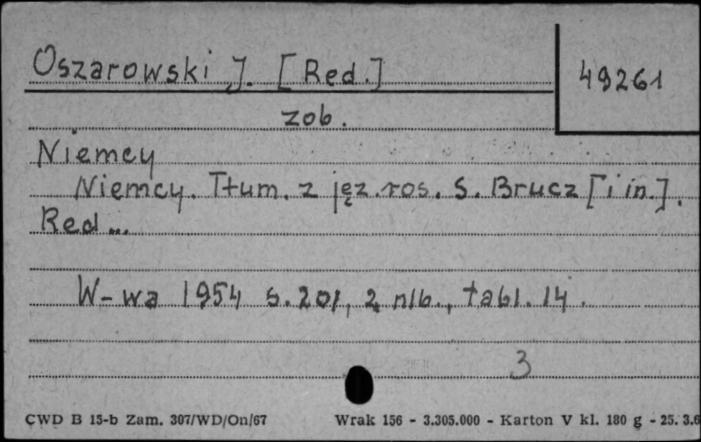 Oszarowski J. [Red.]
49261
zob.
Niemcy
Niemcy. Tłum. z jęz. ros. S. Brucz [i in.].
Red...
W-wa 1954 s. 201, 2 nlb., tabl. 14.
3
CWD B 15-b Zam. 307/WD/On/67 Wrak 156 - 3.305.000 - Karton V kl. 180 g - 25.3.6